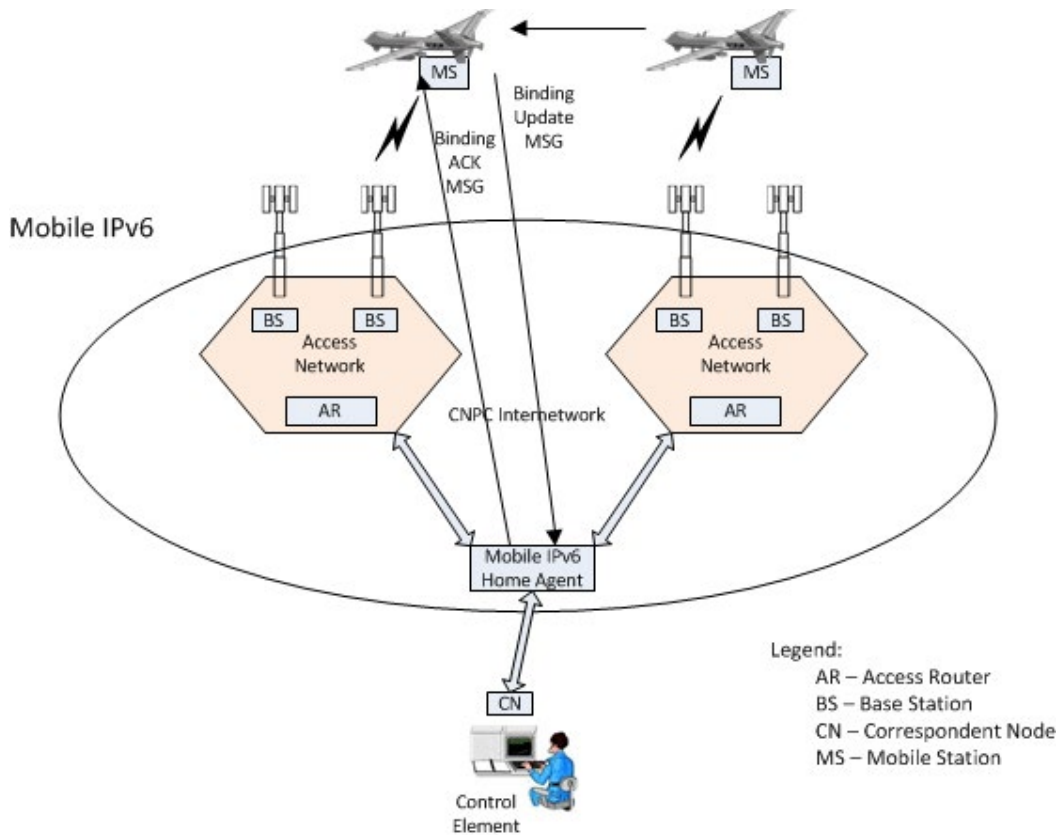 MS
MS
Binding
Update
MSG
Binding
ACK
MSG
Mobile IPv6
BS
BS
Access
Network
AR
BS
BS
Access
Network
AR
CNPC Internetwork
Mobile IPv6
Home Agent
CN
Control
Element
Legend:
AR – Access Router
BS – Base Station
CN – Correspondent Node
MS – Mobile Station